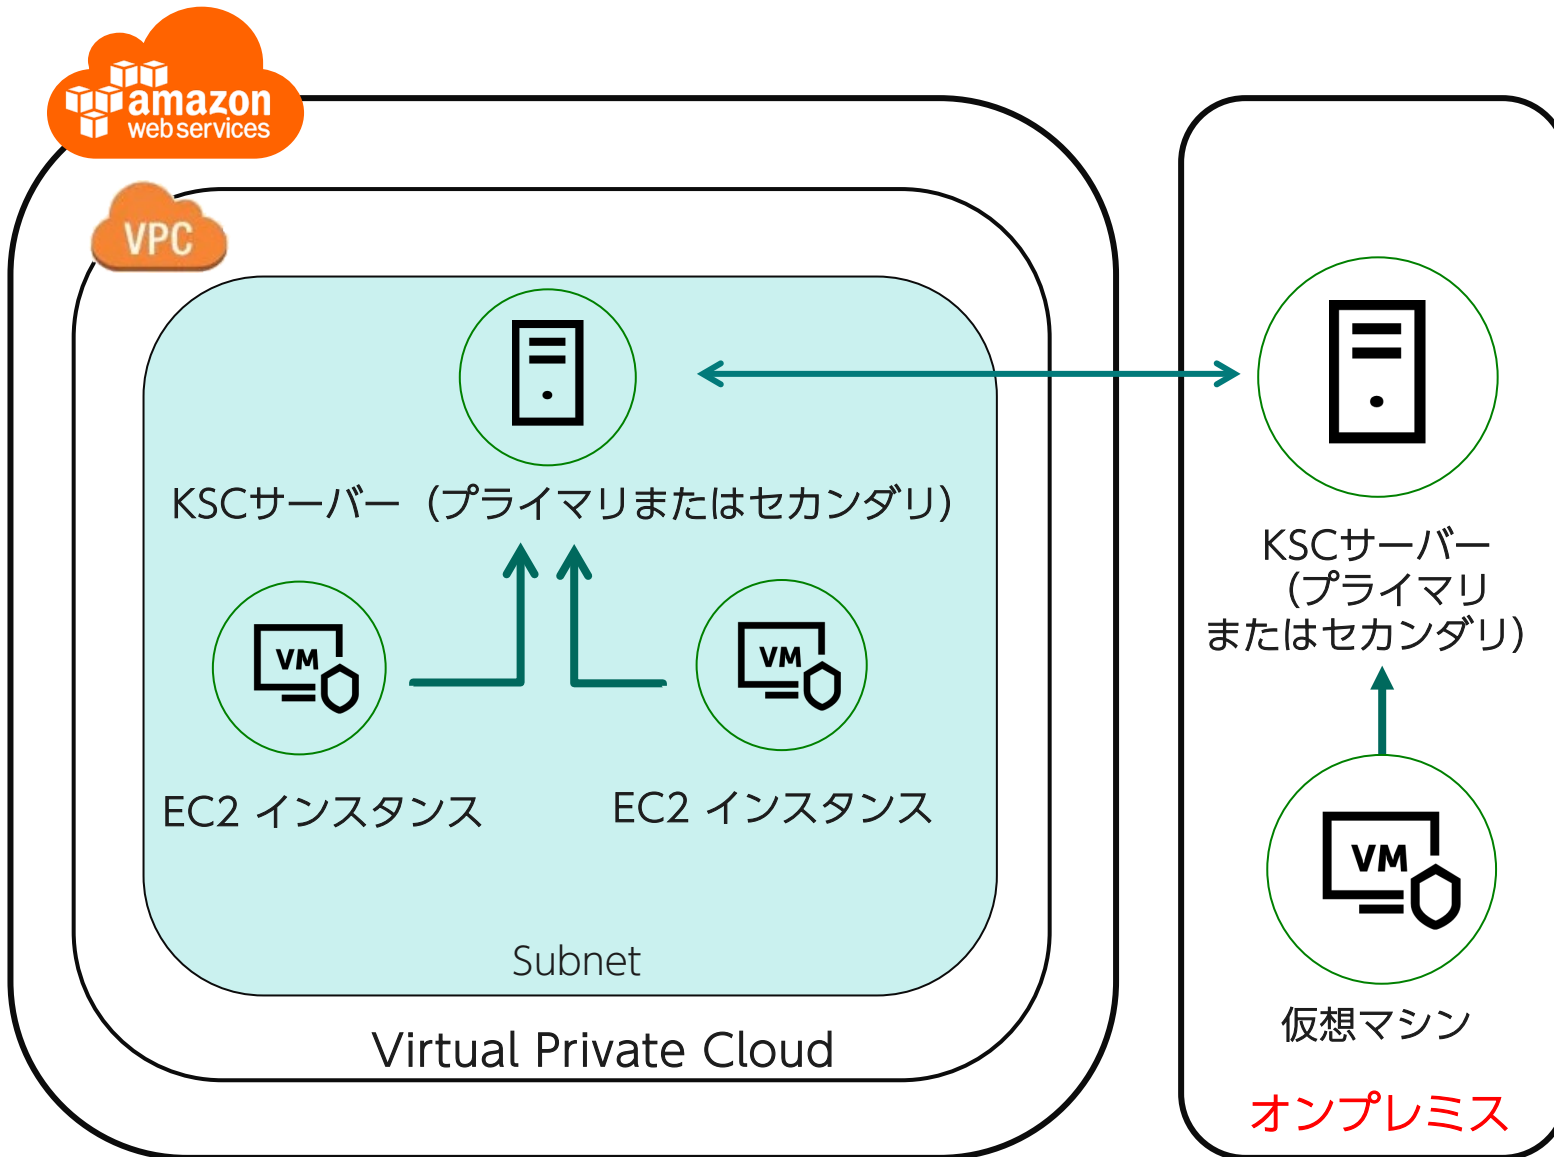 amazon
web services
VPC
KSCサーバー（プライマリまたはセカンダリ）
VM
VM
EC2 インスタンス
EC2 インスタンス
Subnet
Virtual Private Cloud
KSCサーバー
（プライマリ
またはセカンダリ）
VM
仮想マシン
オンプレミス